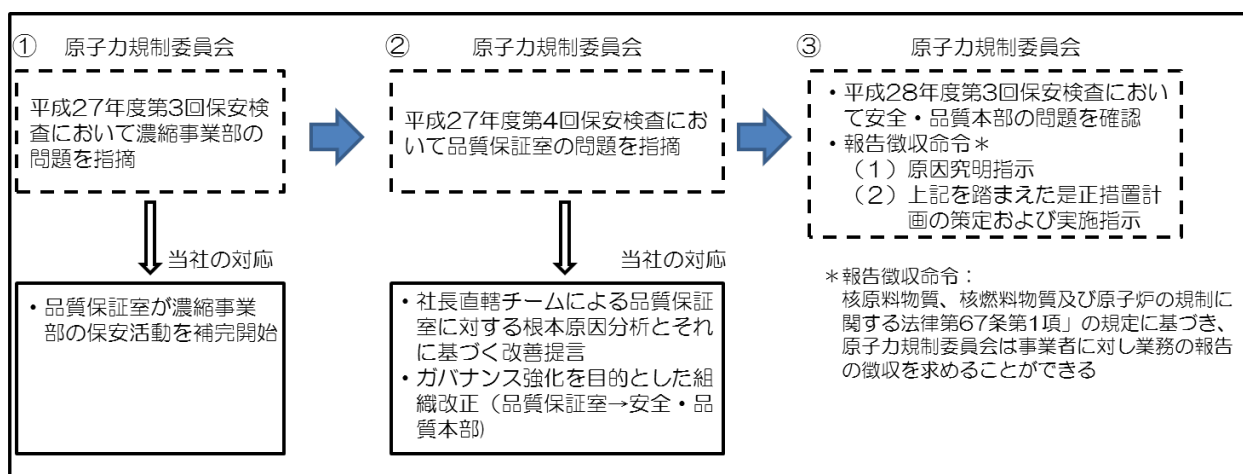 ① 原子力規制委員会
平成27年度第3回保安検
査において濃縮事業部の
問題を指摘
当社の対応
・品質保証室が濃縮事業
部の保安活動を補完開始
② 原子力規制委員会
平成27年度第4回保安検査にお
いて品質保証室の問題を指摘
当社の対応
・社長直轄チームによる品質保証
室に対する根本原因分析とそれ
に基づく改善提言
・ガバナンス強化を目的とした組
織改正（品質保証室→安全・品
質本部)
③ 原子力規制委員会
・平成28年度第3回保安検査におい
て安全・品質本部の問題を確認
・報告徴収命令＊
（1）原因究明指示
（2）上記を踏まえた是正措置計
画の策定および実施指示
＊報告徴収命令：
核原料物質、核燃料物質及び原子炉の規制に
関する法律第67条第1項」の規定に基づき、
原子力規制委員会は事業者に対し業務の報告
の徴収を求めることができる